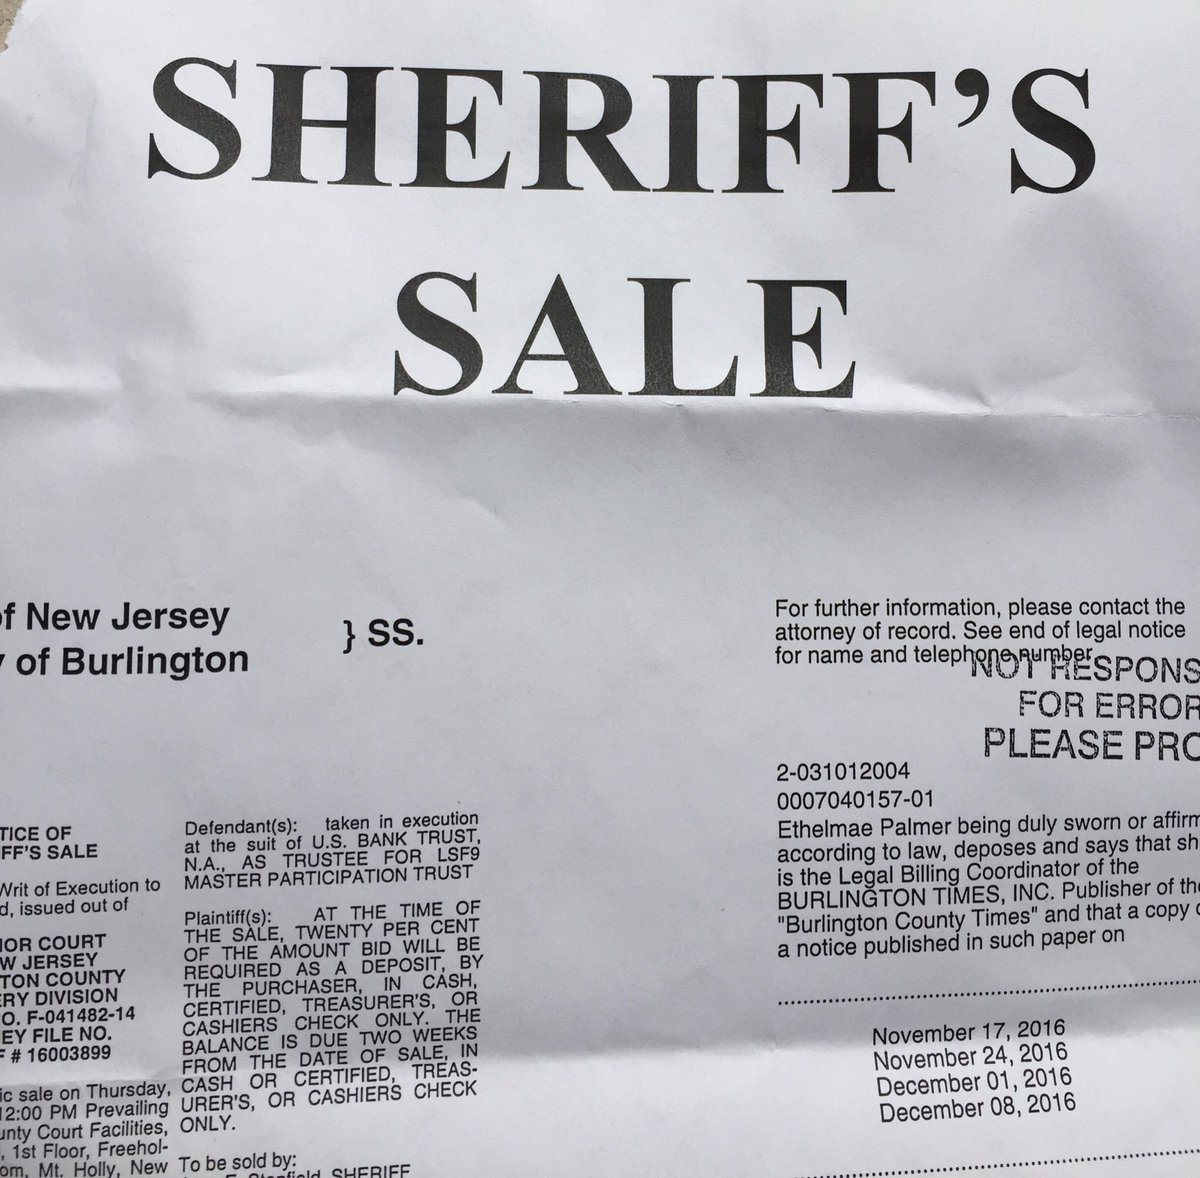 SHERIFF'S
SALE
of New Jersey
y of Burlington
} SS.
TICE OF
FF'S SALE
Writ of Execution to
d, issued out of
IOR COURT
W JERSEY
TON COUNTY
ERY DIVISION
O. F-041482-14
EY FILE NO.
F # 16003899
ic sale on Thursday,
12:00 PM Prevailing
unty Court Facilities,
, 1st Floor, Freehol-
om, Mt. Holly, New
Defendant(s): taken in execution
at the suit of U.S. BANK TRUST,
N.A., AS TRUSTEE FOR LSF9
MASTER PARTICIPATION TRUST
Plaintiff(s): AT THE TIME OF
THE SALE, TWENTY PER CENT
OF THE AMOUNT BID WILL BE
REQUIRED AS A DEPOSIT, BY
THE PURCHASER, IN CASH,
CERTIFIED, TREASURER'S, OR
CASHIERS CHECK ONLY. THE
BALANCE IS DUE TWO WEEKS
FROM THE DATE OF SALE, IN
CASH OR CERTIFIED, TREAS-
URER'S, OR CASHIERS CHECK
ONLY.
To be sold by:
SHERIFF
For further information, please contact the
attorney of record. See end of legal notice
for name and telephone number.
NOT RESPONS
FOR ERROR
PLEASE PRO
2-031012004
0007040157-01
Ethelmae Palmer being duly sworn or affirm
according to law, deposes and says that sh
is the Legal Billing Coordinator of the
BURLINGTON TIMES, INC. Publisher of the
"Burlington County Times" and that a copy o
a notice published in such paper on
November 17, 2016
November 24, 2016
December 01, 2016
December 08, 2016